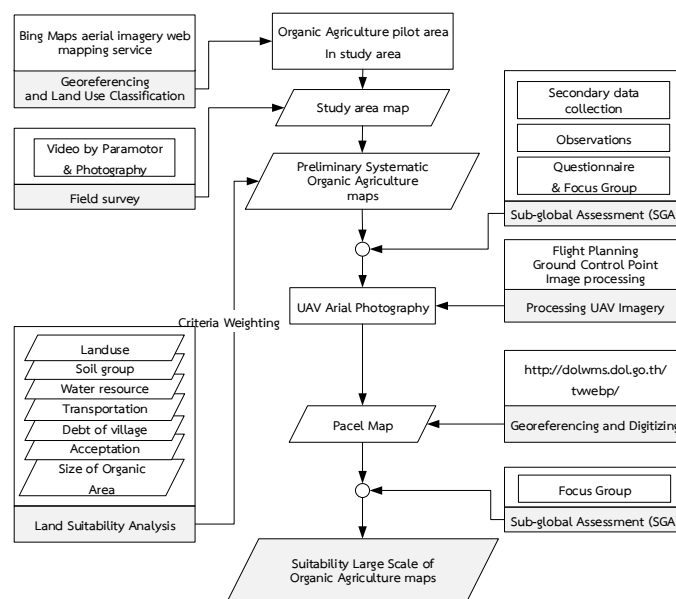 Bing Maps aerial imagery web
mapping service
Georeferencing
and Land Use Classification
Organic Agriculture pilot area
In study area
Study area map
Video by Paramotor
& Photography
Field survey
Preliminary Systematic
Organic Agriculture
maps
Secondary data
collection
Observations
Questionnaire
& Focus Group
Sub-global Assessment (SGA
Flight Planning
Ground Control Point
Image processing
Processing UAV Imagery
UAV Arial Photography
Criteria Weighting
Landuse
Soil group
Water resource
Transportation
Debt of village
Acceptation
Size of Organic
Area
Land Suitability Analysis
http://dolwms.dol.go.th/
tvwebp/
Georeferencing and Digitizing
Pacel Map
Focus Group
Sub-global Assessment (SGA
Suitability Large Scale of
Organic Agriculture maps